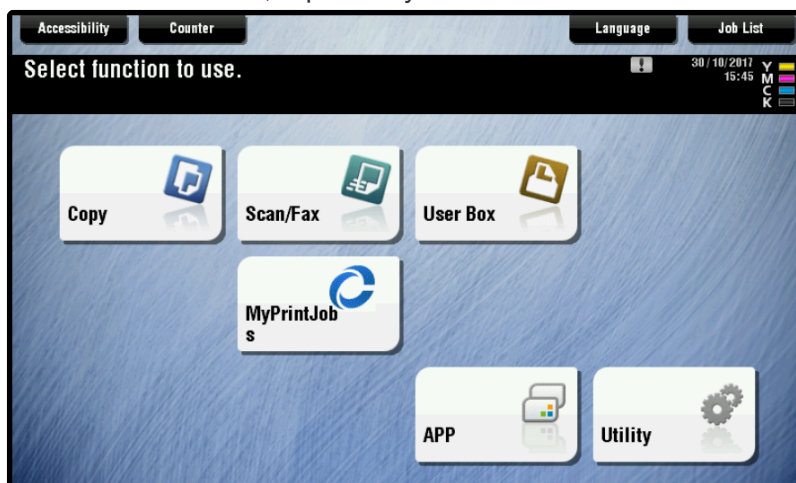 Accessibility Counter Language Job List
Select function to use.
30/10/2017
15:45
Y
M
C
K
Copy Scan/Fax User Box
MyPrintJob
s
APP Utility